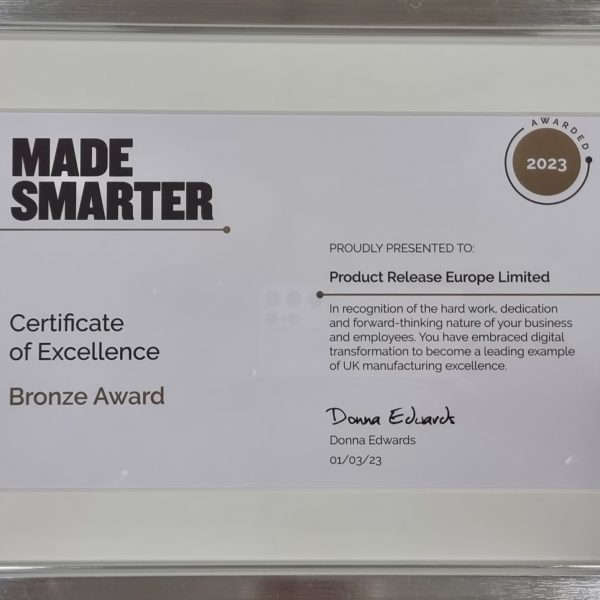 MADE
SMARTER
AWARDED
2023
Certificate
of Excellence
Bronze Award
PROUDLY PRESENTED TO:
Product Release Europe Limited
In recognition of the hard work, dedication
and forward-thinking nature of your business
and employees. You have embraced digital
transformation to become a leading example
of UK manufacturing excellence.
Donna Edwards
Donna Edwards
01/03/23